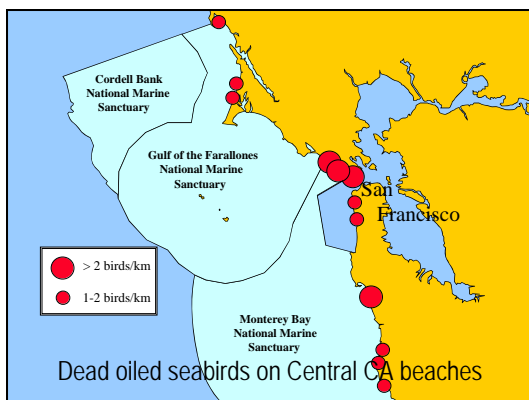 Cordell Bank
National Marine
Sanctuary
Gulf of the Farallones
National Marine
Sanctuary
San
Francisco
> 2 birds/km
1-2 birds/km
Monterey Bay
National Marine
Sanctuary
Dead oiled seabirds on Central CA beaches